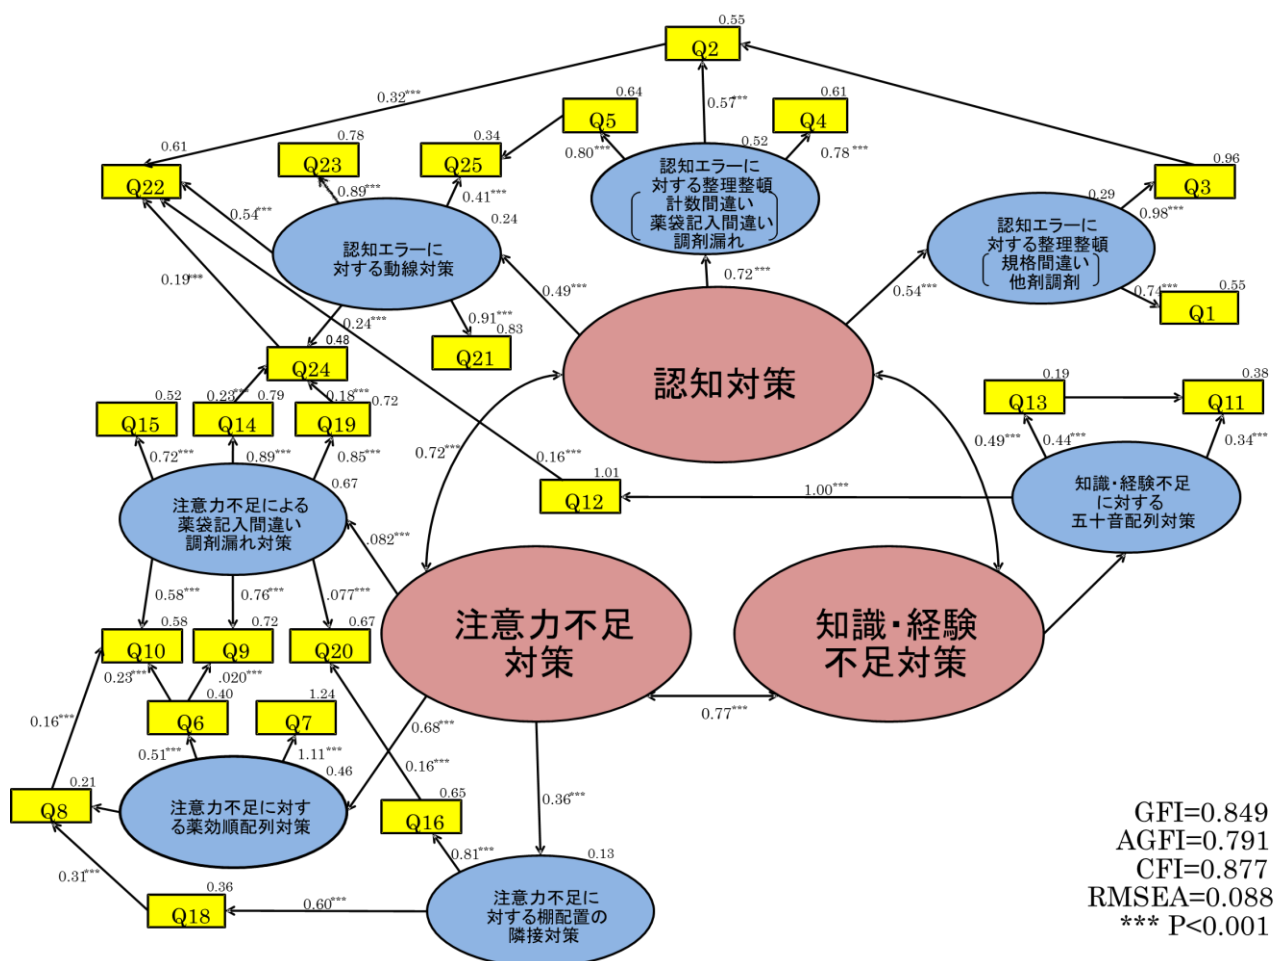 0.55
Q2
0.32***
0.57***
0.64
Q5
0.61
Q4
0.80***
0.52
0.78***
0.78
Q23
0.34
Q25
0.61
Q22
0.89***
0.41***
0.24
0.54***
認知エラーに
対する整理整頓
計数間違い
薬袋記入間違い
調剤漏れ
0.96
Q3
0.29
0.98***
認知エラーに
対する整理整頓
規格間違い
他剤調剤
認知エラーに
対する動線対策
0.19***
0.49***
0.72***
0.54***
0.74***
0.55
Q1
0.24***
0.91***
0.83
Q21
0.48
Q24
認知対策
0.23***
0.79
0.18***
0.72
0.52
Q15
Q14
Q19
0.19
Q13
0.38
Q11
0.72***
0.89***
0.85***
0.67
0.72***
0.16***
1.01
Q12
1.00***
0.49***
0.44***
0.34***
知識・経験不足
に対する
五十音配列対策
注意力不足による
薬袋記入間違い
調剤漏れ対策
.082***
0.58***
0.76***
.077***
0.58
Q10
0.72
Q9
0.67
Q20
注意力不足
対策
知識・経験
不足対策
0.77***
0.23***
.020***
0.40
Q6
1.24
Q7
0.16***
0.51***
1.11***
0.46
0.68***
0.21
Q8
注意力不足に対す
る薬効順配列対策
0.16***
0.65
Q16
0.36***
0.81***
0.13
0.31***
0.36
Q18
0.60***
注意力不足に
対する棚配置の
隣接対策
GFI=0.849
AGFI=0.791
CFI=0.877
RMSEA=0.088
*** P<0.001